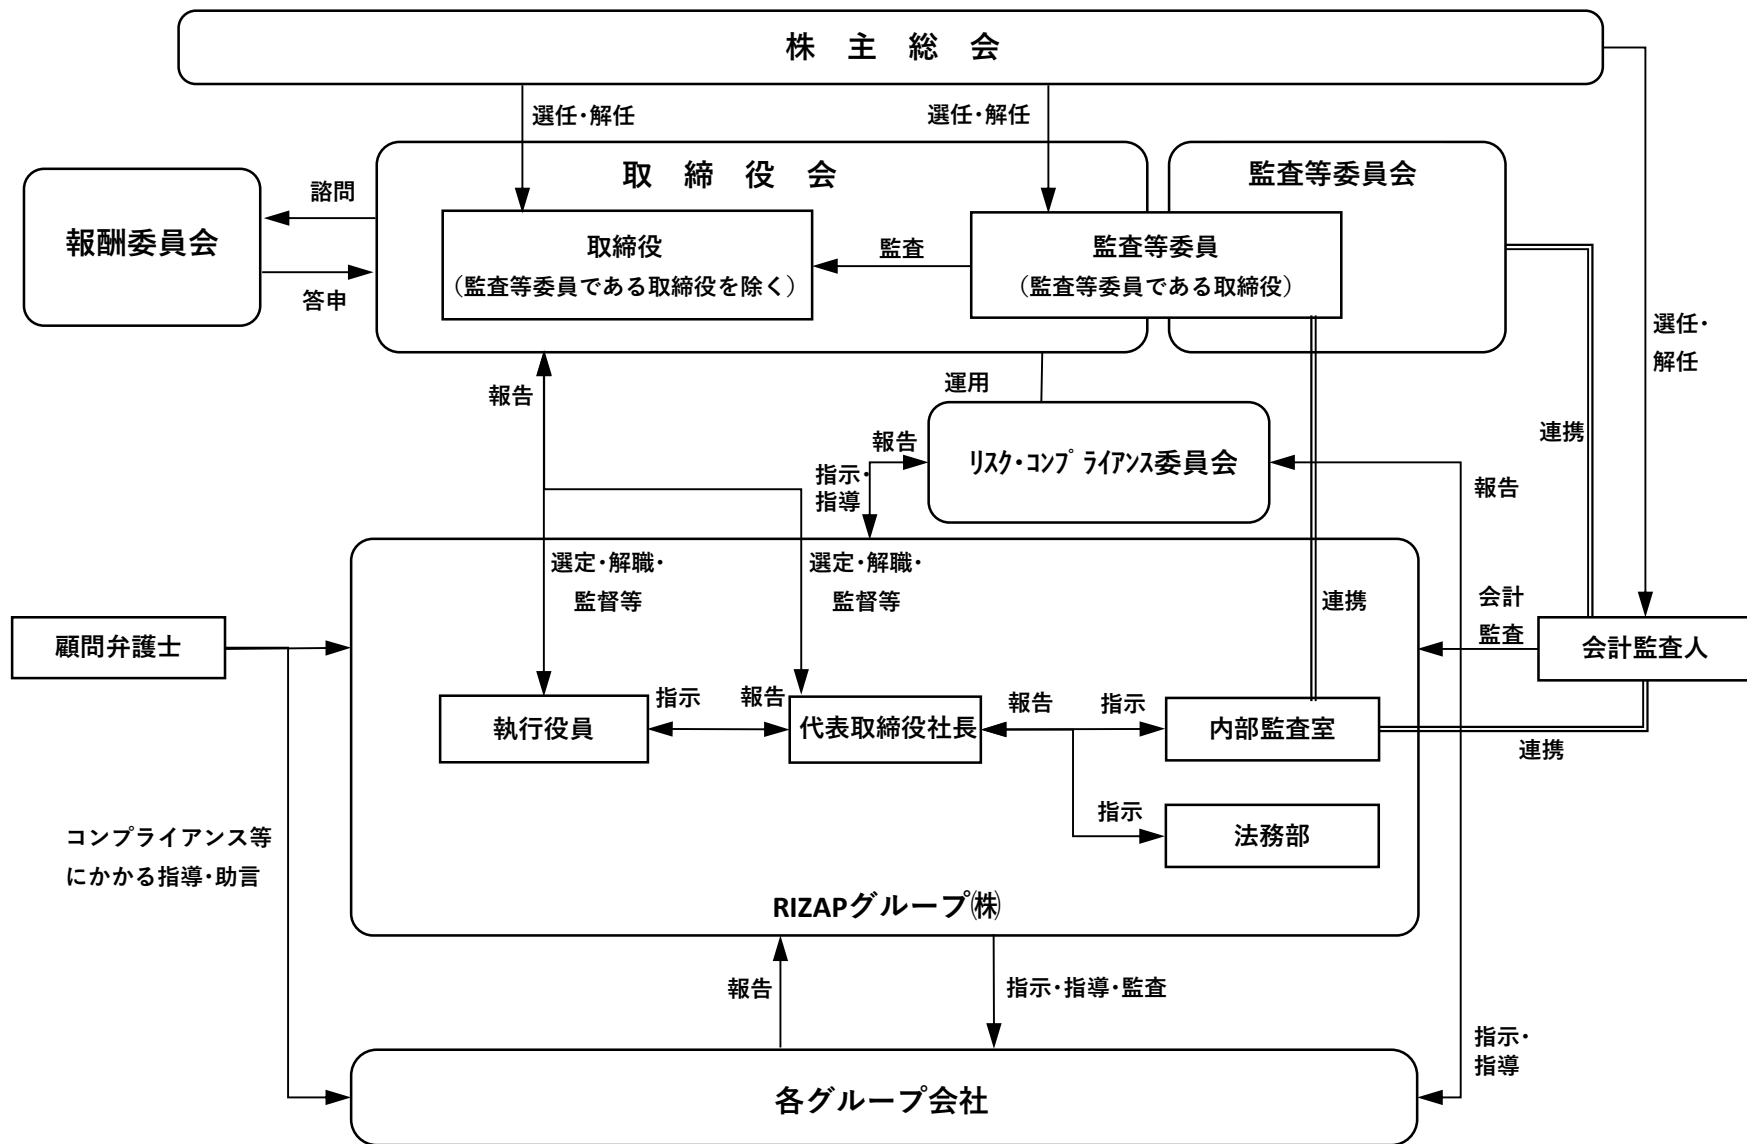 株 主 総 会
選任・解任
選任・解任
取 締 役 会
監査等委員会
諮問
報酬委員会
答申
取締役
（監査等委員である取締役を除く）
監査
監査等委員
（監査等委員である取締役）
選任・
解任
報告
運用
連携
報告
ﾘｽｸ・ｺﾝﾌﾟﾗｲｱﾝｽ委員会
指示・
指導
報告
選定・解職・
監督等
選定・解職・
監督等
連携
会計
監査
顧問弁護士
会計監査人
指示
報告
報告
指示
執行役員
代表取締役社長
内部監査室
連携
指示
法務部
コンプライアンス等
にかかる指導・助言
RIZAPグループ㈱
報告
指示・指導・監査
指示・
指導
各グループ会社